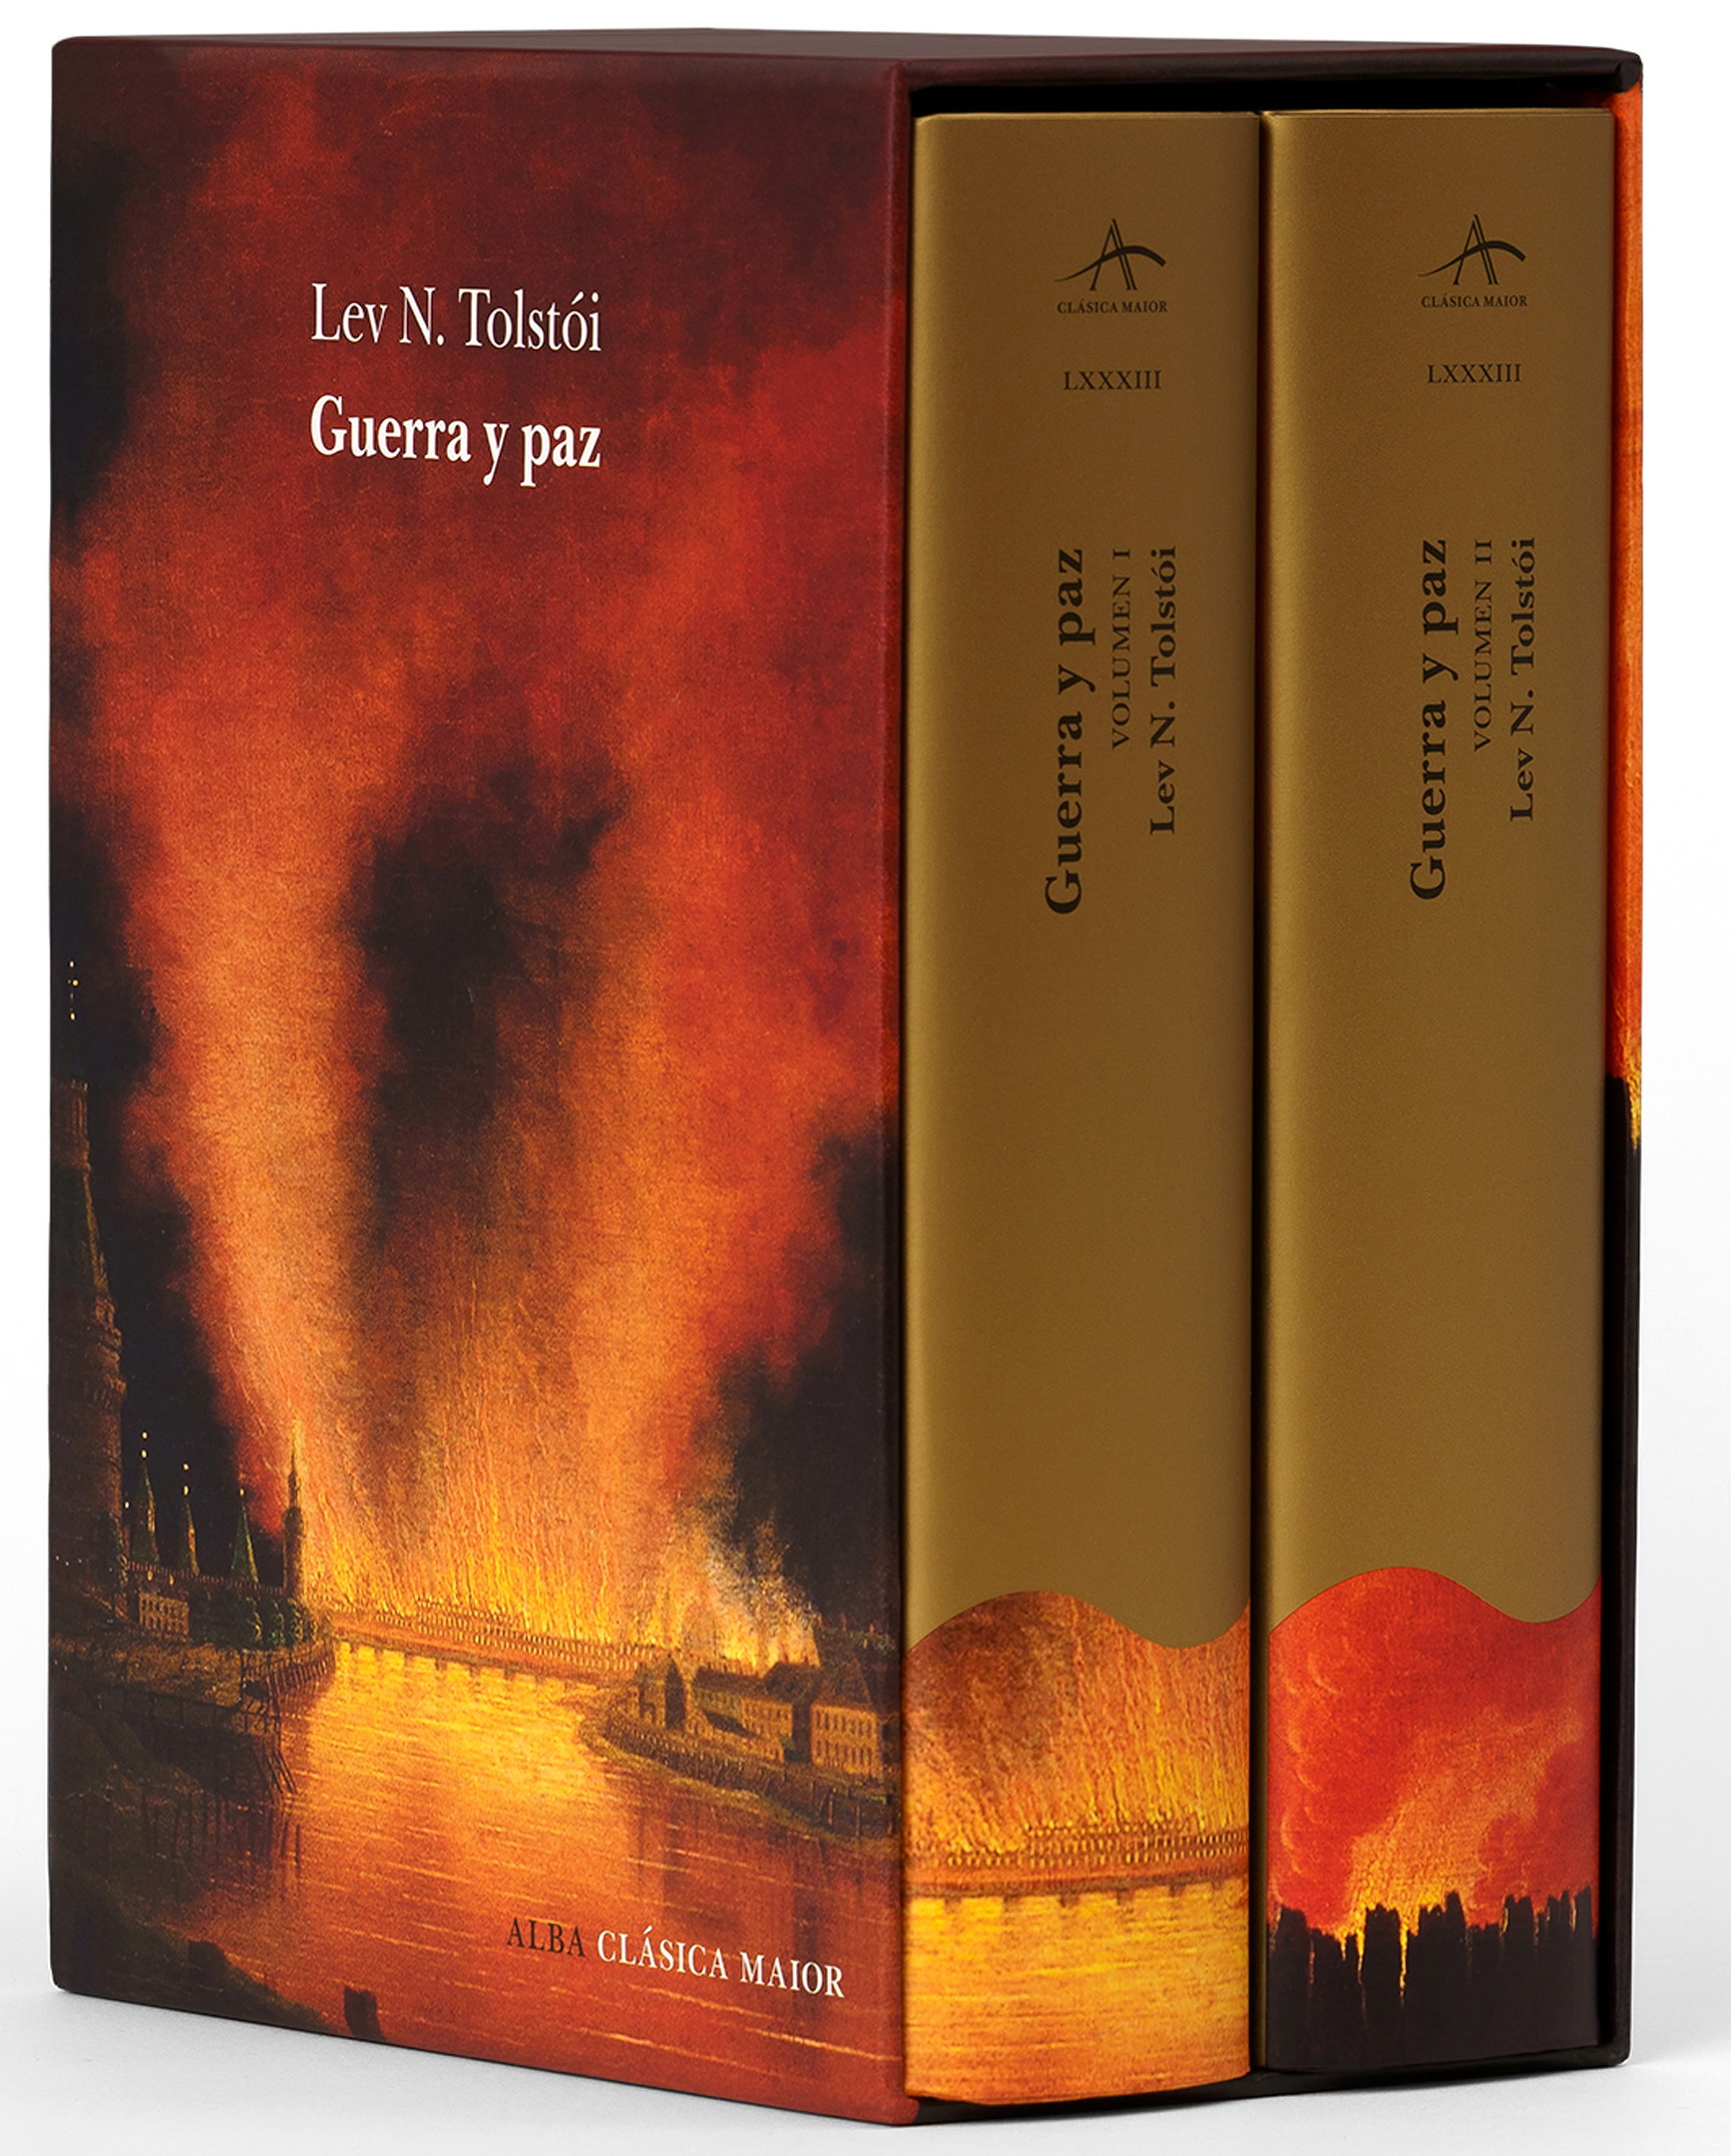 Lev N. Tolstói
Guerra y paz
ALBA CLÁSICA MAIOR
CLÁSICA MAIOR
LXXXIII
Guerra y paz
VOLUMEN I
Lev N. Tolstói
CLÁSICA MAIOR
LXXXIII
Guerra y paz
VOLUMEN II
Lev N. Tolstói